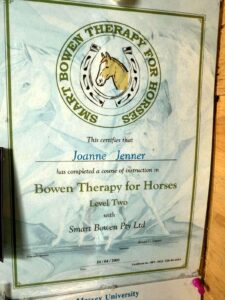 SMART BOWEN THERAPY FOR HORSES
This certifies that
Joanne Jenner
has completed a course of instruction in
Bowen Therapy for Horses
Level Two
with
Smart Bowen Pty Ltd
Massey University